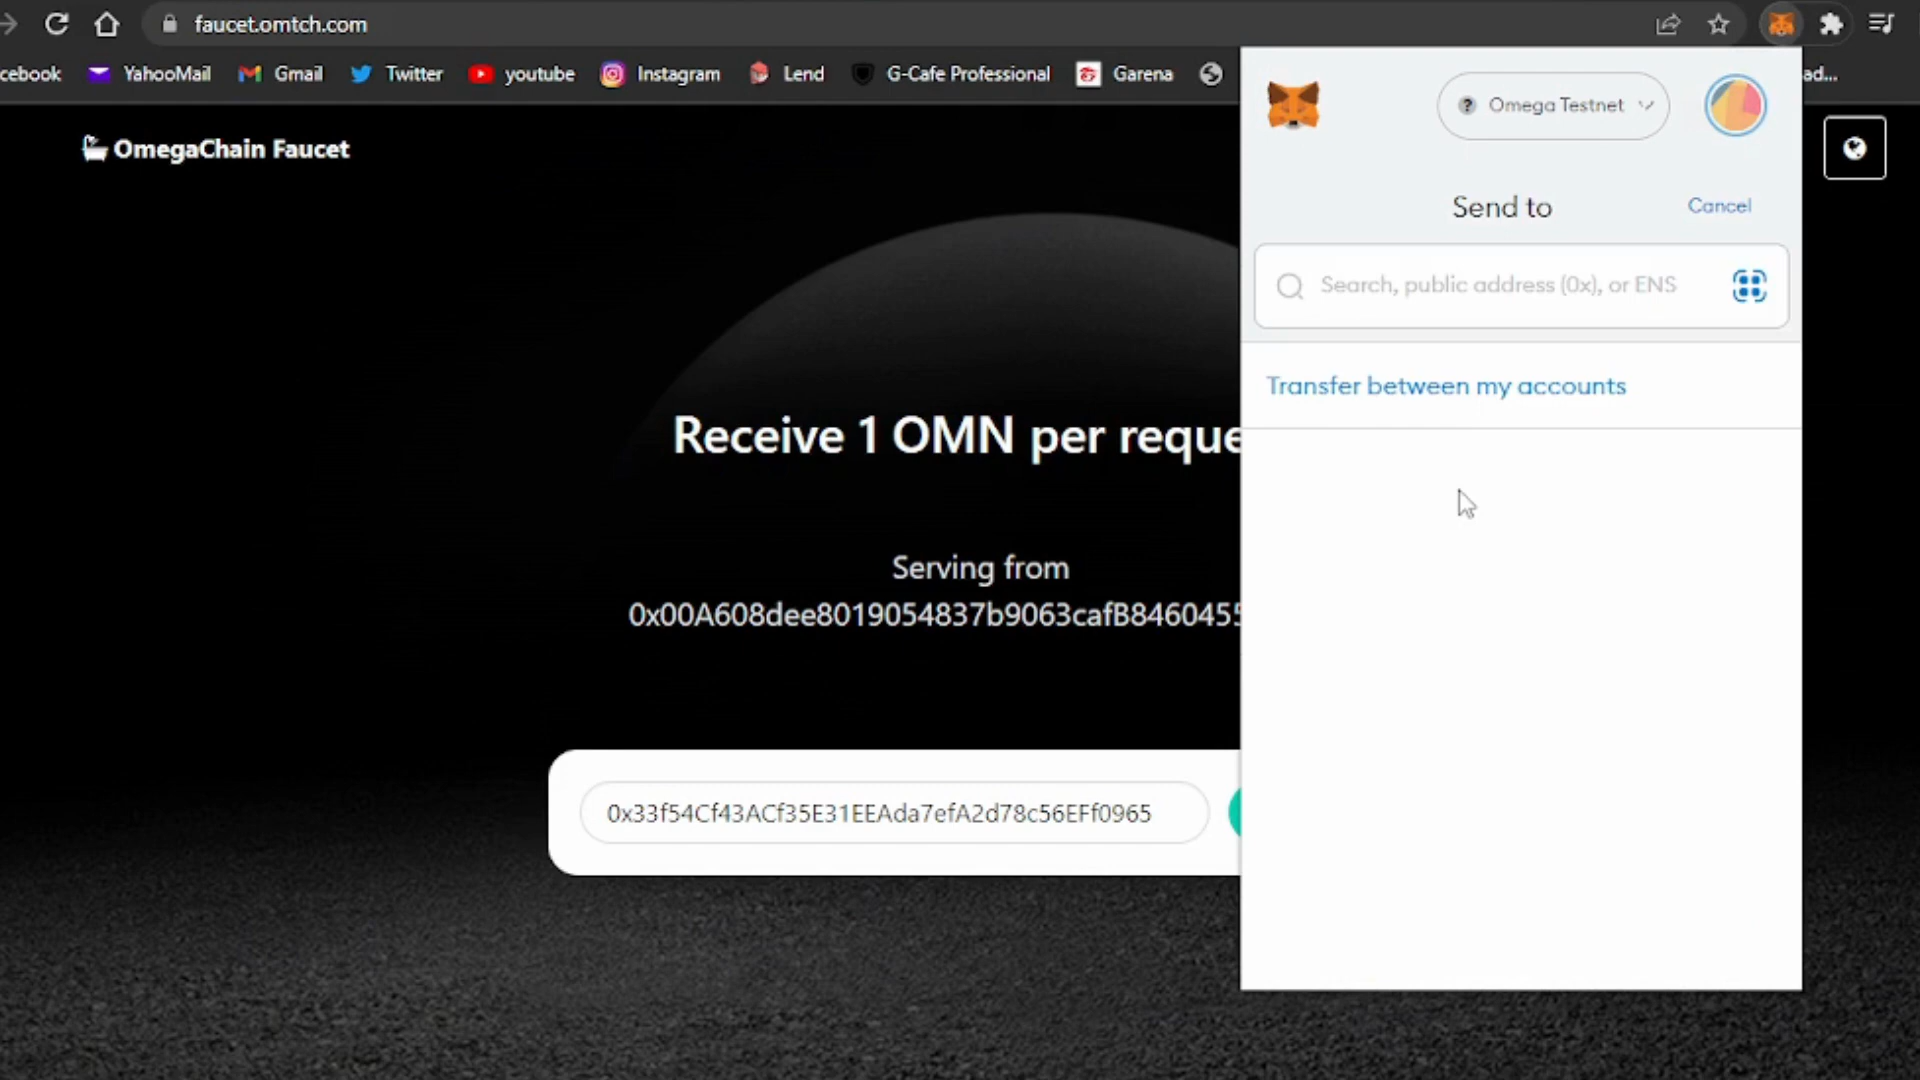 faucet.omtch.com
cebook YahooMail Gmail Twitter youtube Instagram Lend G-Cafe Professional Garena ad...
OmegaChain Faucet
Omega Testnet
Send to Cancel
Search, public address (0x), or ENS
Transfer between my accounts
Receive 1 OMN per reque
Serving from
0x00A608dee8019054837b9063cafB8460455
0x33f54Cf43ACf35E31EEAda7efA2d78c56EFf0965